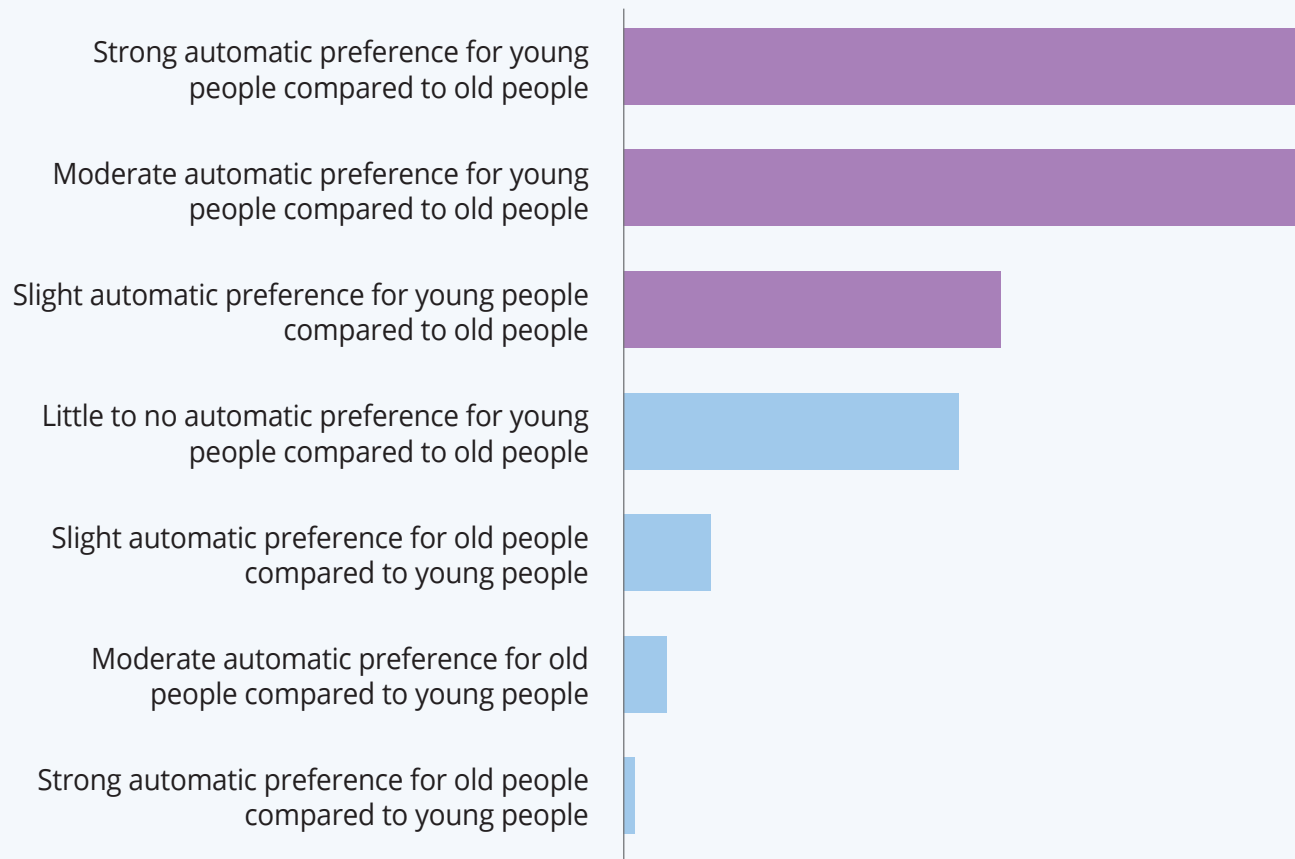 Strong automatic preference for young
people compared to old people
Moderate automatic preference for young
people compared to old people
Slight automatic preference for young people
compared to old people
Little to no automatic preference for young
people compared to old people
Slight automatic preference for old people
compared to young people
Moderate automatic preference for old
people compared to young people
Strong automatic preference for old people
compared to young people